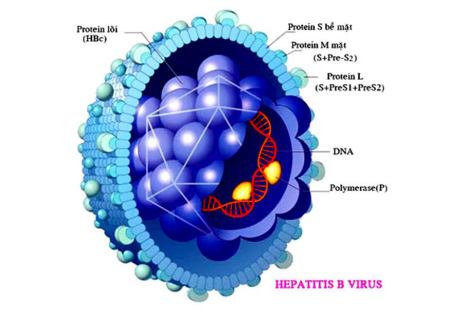 Protein lõi
(HBc)
Protein S bề mặt
Protein M mặt
(S+Pre-S2)
Protein L
(S+PreS1+PreS2)
DNA
Polymerase(P)
HEPATITIS B VIRUS